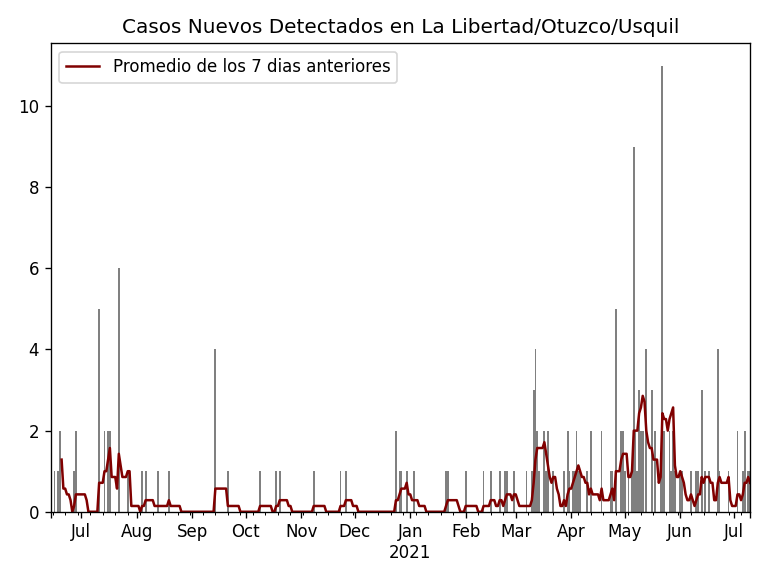 Casos Nuevos Detectados en La Libertad/Otuzco/Usquil
Promedio de los 7 dias anteriores
10
8
6
4
2
0
Jul Aug Sep Oct Nov Dec Jan Feb Mar Apr May Jun Jul
2021